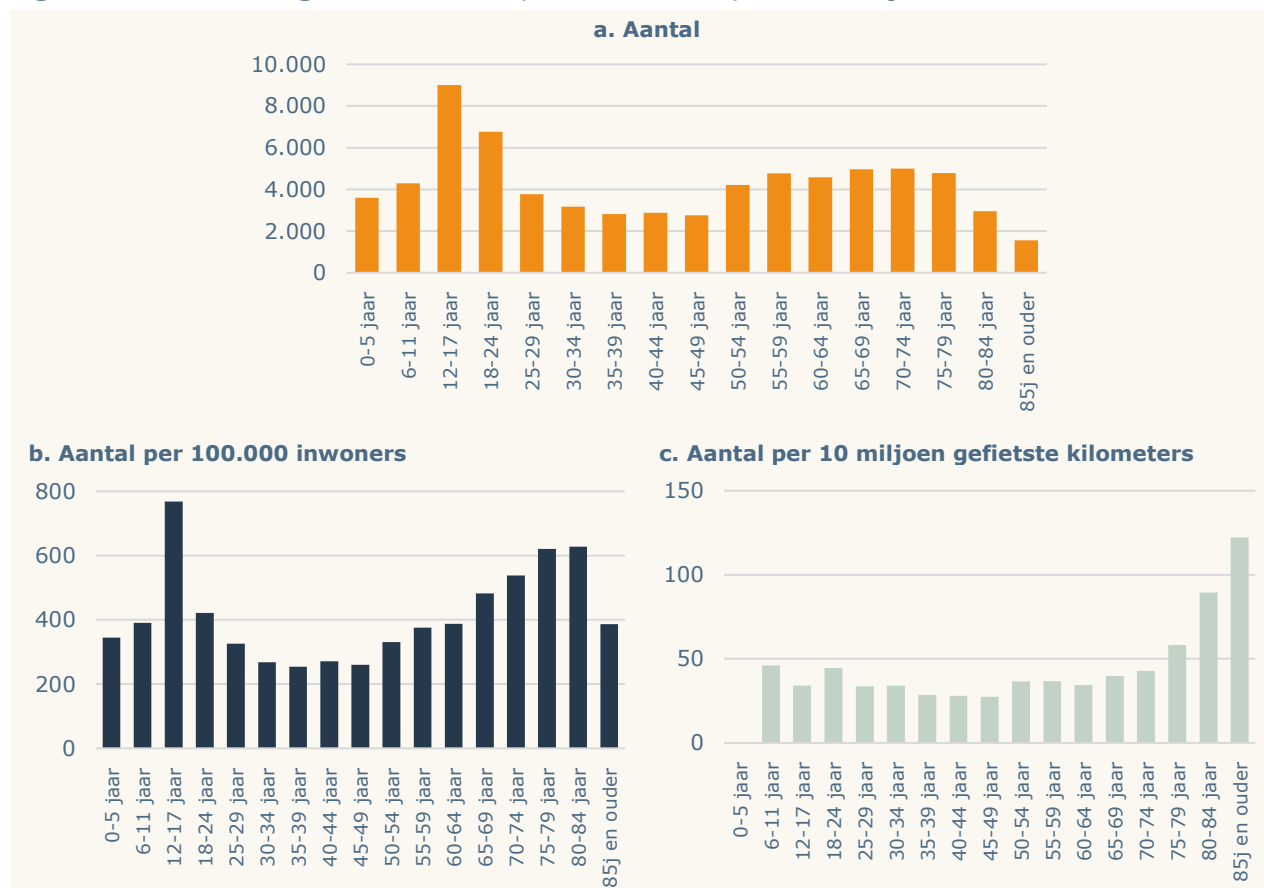 a. Aantal
10.000
8.000
6.000
4.000
2.000
0
0-5 jaar
6-11 jaar
12-17 jaar
18-24 jaar
25-29 jaar
30-34 jaar
35-39 jaar
40-44 jaar
45-49 jaar
50-54 jaar
55-59 jaar
60-64 jaar
65-69 jaar
70-74 jaar
75-79 jaar
80-84 jaar
85j en ouder
b. Aantal per 100.000 inwoners
800
600
400
200
0
0-5 jaar
6-11 jaar
12-17 jaar
18-24 jaar
25-29 jaar
30-34 jaar
35-39 jaar
40-44 jaar
45-49 jaar
50-54 jaar
55-59 jaar
60-64 jaar
65-69 jaar
70-74 jaar
75-79 jaar
80-84 jaar
85j en ouder
c. Aantal per 10 miljoen gefietste kilometers
150
100
50
0
0-5 jaar
6-11 jaar
12-17 jaar
18-24 jaar
25-29 jaar
30-34 jaar
35-39 jaar
40-44 jaar
45-49 jaar
50-54 jaar
55-59 jaar
60-64 jaar
65-69 jaar
70-74 jaar
75-79 jaar
80-84 jaar
85j en ouder